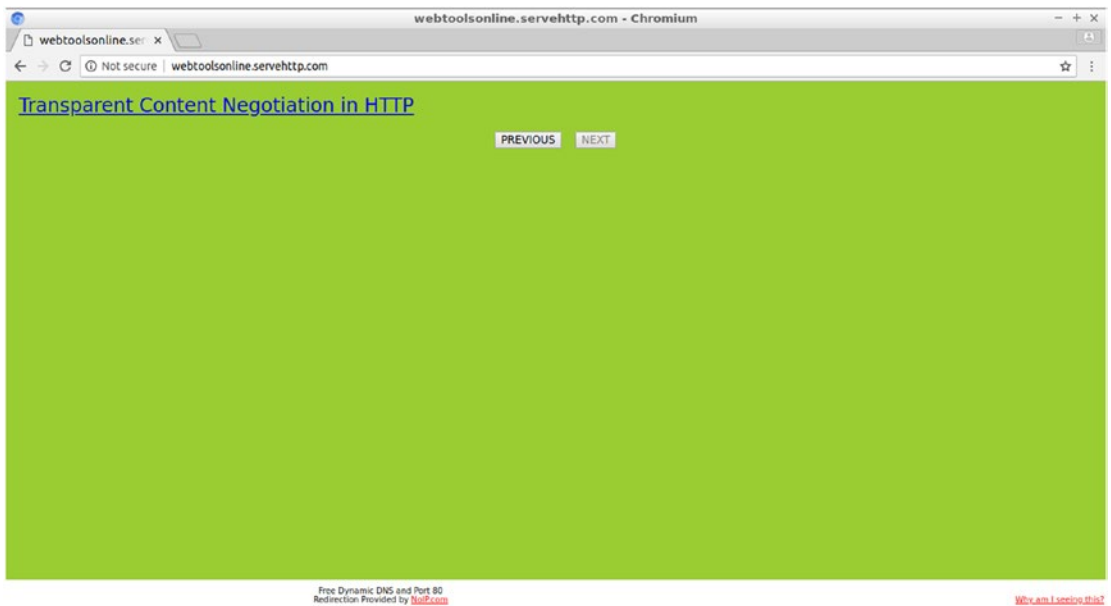 webtoolsonline.servehttp.com - Chromium
webtoolsonline.ser
Not secure | webtoolsonline.servehttp.com
Transparent Content Negotiation in HTTP
PREVIOUS NEXT
Free Dynamic DNS and Port 80
Redirection Provided by NoIP.com
Why am I seeing this?